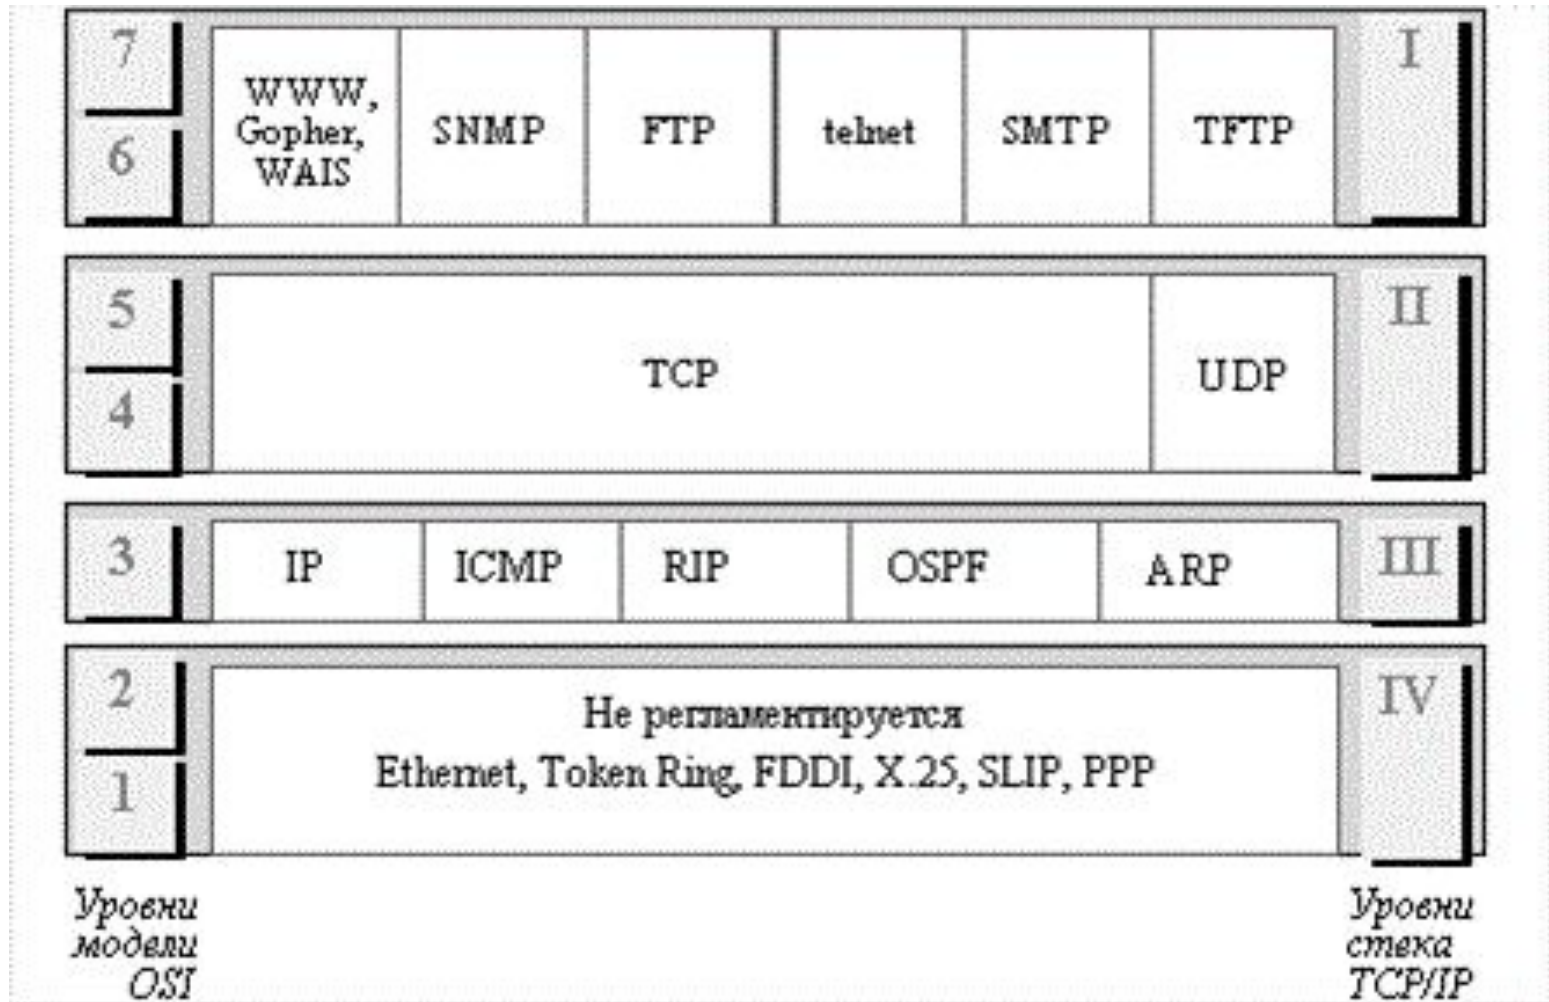 7
6
WWW,
Gopher,
WAIS
SNMP
FTP
telnet
SMTP
TFTP
I
5
4
TCP
UDP
II
3
IP
ICMP
RIP
OSPF
ARP
III
2
1
Не регламентируется
Ethernet, Token Ring, FDDI, X.25, SLIP, PPP
IV
Уровни
модели
OSI
Уровни
стека
TCP/IP